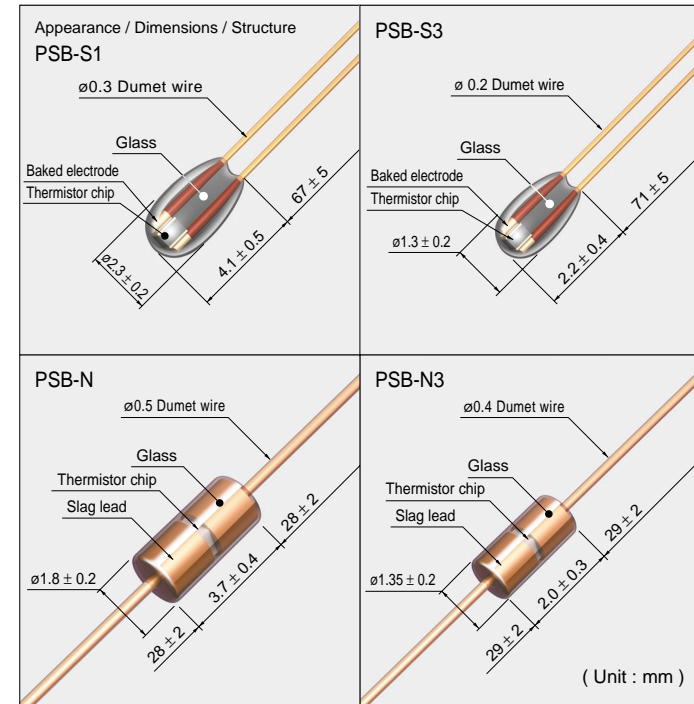 Appearance / Dimensions / Structure
PSB-S1
ø0.3 Dumet wire
Glass
Baked electrode
Thermistor chip
67 ± 5
4.1 ± 0.5
ø2.3 ± 0.2
PSB-S3
ø 0.2 Dumet wire
Glass
Baked electrode
Thermistor chip
71 ± 5
ø1.3 ± 0.2
2.2 ± 0.4
PSB-N
ø0.5 Dumet wire
Glass
Thermistor chip
Slag lead
28 ± 2
3.7 ± 0.4
ø1.8 ± 0.2
28 ± 2
PSB-N3
ø0.4 Dumet wire
Glass
Thermistor chip
Slag lead
29 ± 2
2.0 ± 0.3
ø1.35 ± 0.2
29 ± 2
( Unit : mm )